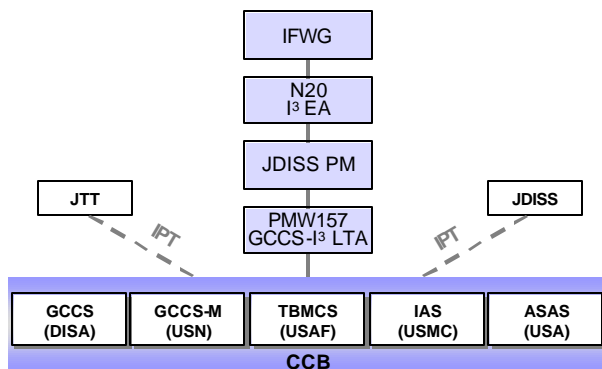 IFWG
N20
I³ EA
JDISS PM
JTT
JDISS
PMW157
GCCS-I³ LTA
IPT
IPT
GCCS
(DISA)
GCCS-M
(USN)
TBMCS
(USAF)
IAS
(USMC)
ASAS
(USA)
CCB